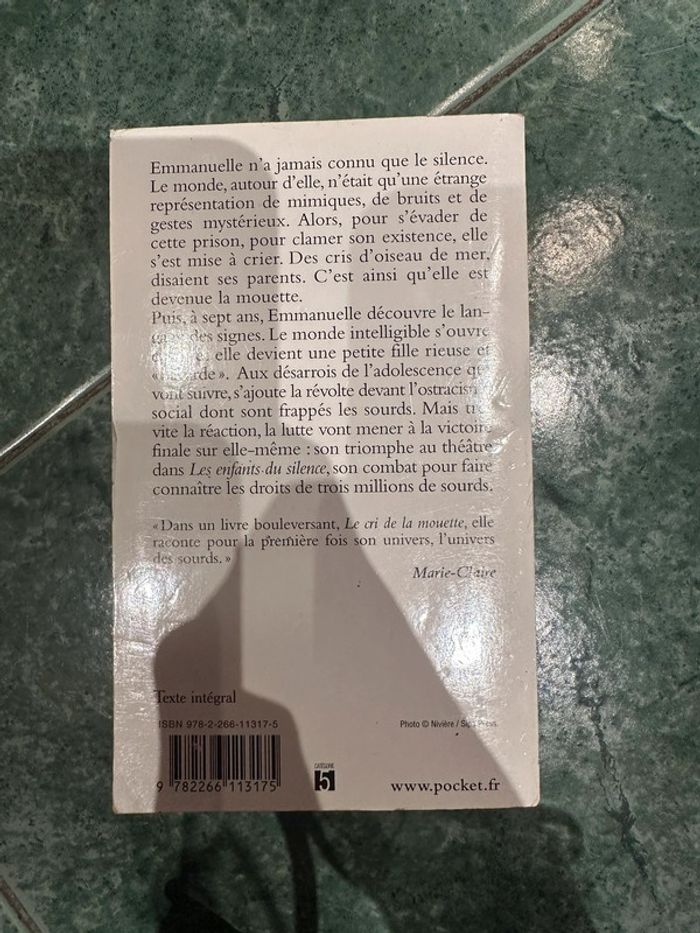 Emmanuelle n'a jamais connu que le silence.
Le monde, autour d'elle, n'était qu'une étrange
représentation de mimiques, de bruits et de
gestes mystérieux. Alors, pour s'évader de
cette prison, pour clamer son existence, elle
s'est mise à crier. Des cris d'oiseau de mer,
disaient ses parents. C'est ainsi qu'elle est
devenue la mouette.
Puis, à sept ans, Emmanuelle découvre le lan-
des signes. Le monde intelligible s'ouvre
elle devient une petite fille rieuse et
Aux désarrois de l'adolescence
vont suivre, s'ajoute la révolte devant l'ostracisme
social dont sont frappés les sourds. Mais
vite la réaction, la lutte vont mener à la victoire
finale sur elle-même : son triomphe au théâtre
dans Les enfants du silence, son combat pour faire
connaître les droits de trois millions de sourds.
« Dans un livre bouleversant, Le cri de la mouette, elle
raconte pour la première fois son univers, l'univers
des sourds. »
Marie-Claire
Texte intégral
ISBN 978-2-266-11317-5
Photo © Nivière / Sipa Press
CATÉGORIE
5
9 782266 113175
www.pocket.fr